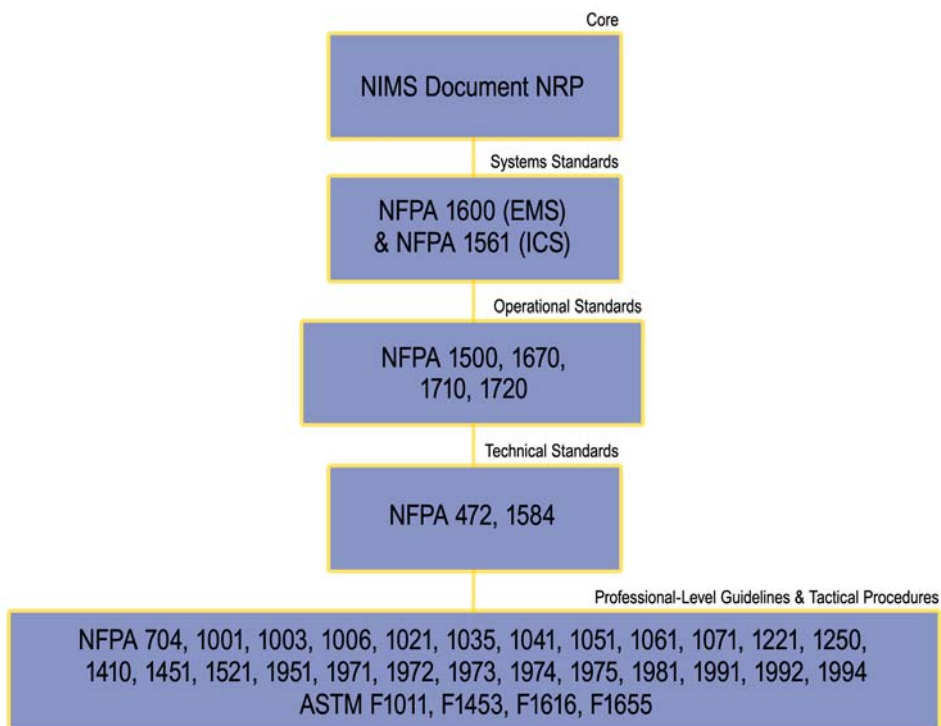 Core
NIMS Document NRP
Systems Standards
NFPA 1600 (EMS)
& NFPA 1561 (ICS)
Operational Standards
NFPA 1500, 1670,
1710, 1720
Technical Standards
NFPA 472, 1584
Professional-Level Guidelines & Tactical Procedures
NFPA 704, 1001, 1003, 1006, 1021, 1035, 1041, 1051, 1061, 1071, 1221, 1250,
1410, 1451, 1521, 1951, 1971, 1972, 1973, 1974, 1975, 1981, 1991, 1992, 1994
ASTM F1011, F1453, F1616, F1655